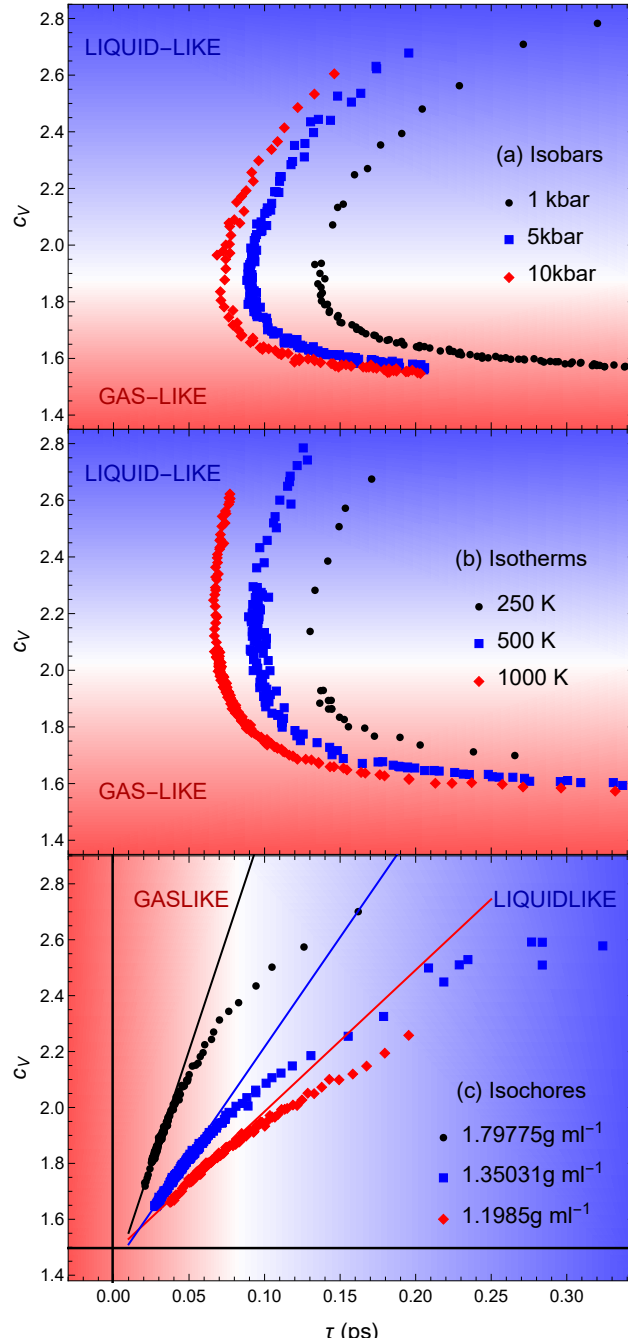 2.8
LIQUID-LIKE
2.6
2.4
(a) Isobars
2.2
1 kbar
c_V
2.0
5kbar
1.8
10kbar
1.6
GAS-LIKE
1.4
2.8
LIQUID-LIKE
2.6
2.4
(b) Isotherms
2.2
250 K
c_V
500 K
2.0
1000 K
1.8
GAS-LIKE
1.6
1.4
2.8
GASLIKE LIQUIDLIKE
2.6
2.4
2.2
c_V
(c) Isochores
2.0
1.79775g ml⁻¹
1.8
1.35031g ml⁻¹
1.6
1.1985g ml⁻¹
1.4
0.00 0.05 0.10 0.15 0.20 0.25 0.30
τ (ps)